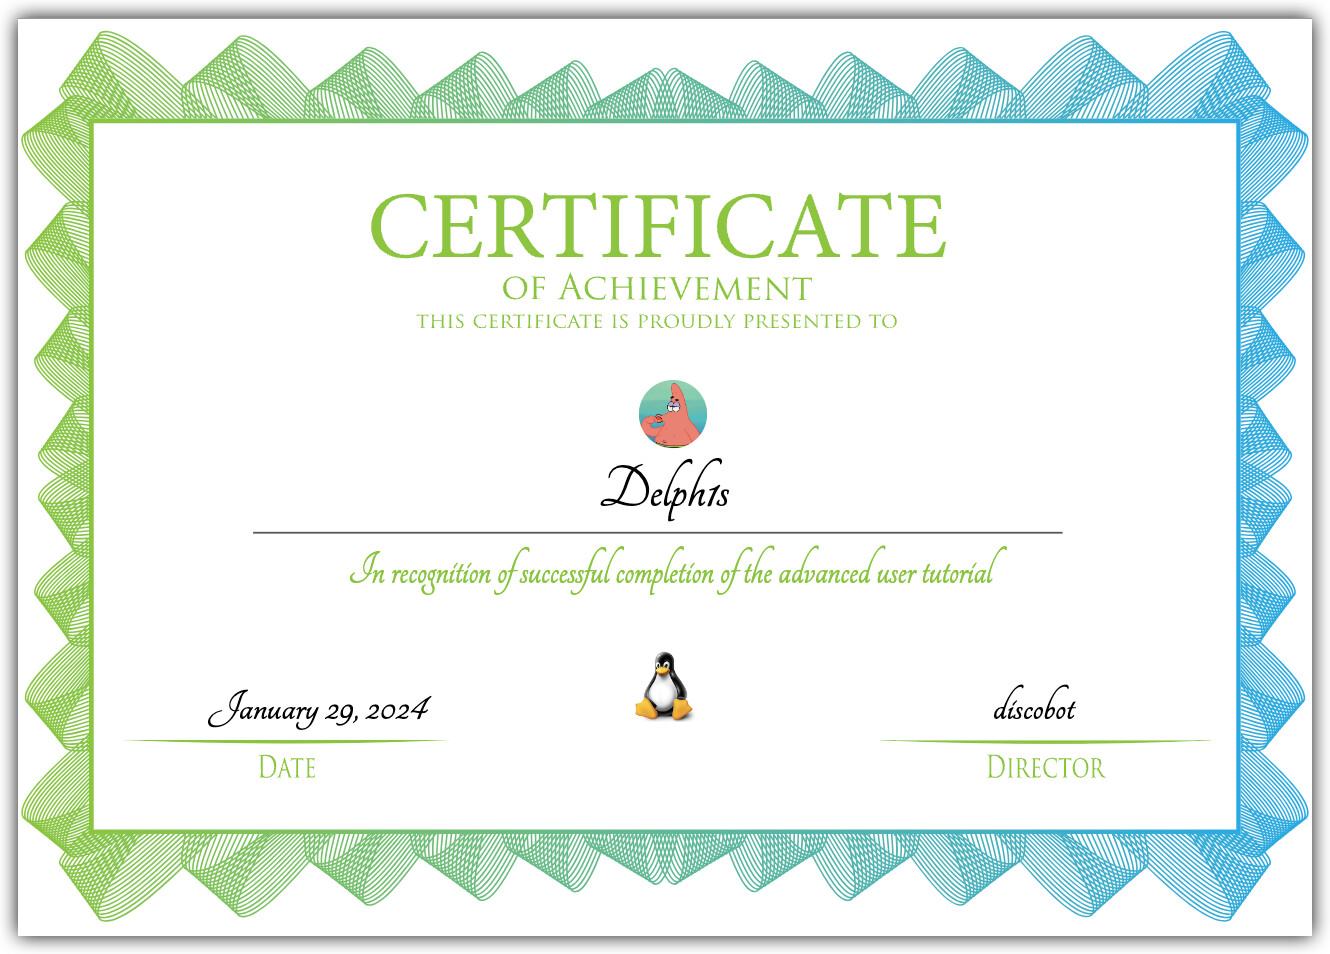 CERTIFICATE
OF ACHIEVEMENT
THIS CERTIFICATE IS PROUDLY PRESENTED TO
Delph1s
In recognition of successful completion of the advanced user tutorial
January 29, 2024
DATE
discobot
DIRECTOR